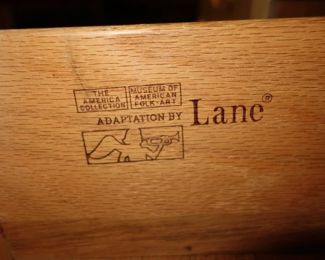 THE AMERICA COLLECTION
MUSEUM OF AMERICAN FOLK-ART
ADAPTATION BY Lane®